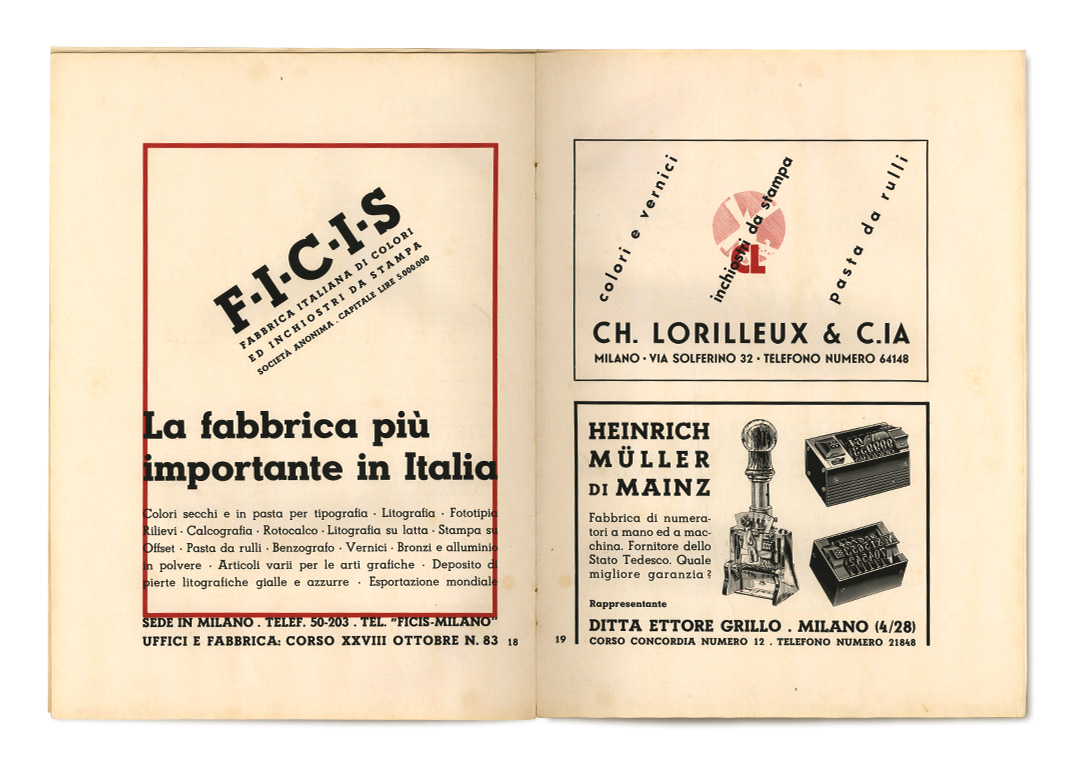 F·I·C·I·S
FABBRICA ITALIANA DI COLORI
ED INCHIOSTRI DA STAMPA
SOCIETÀ ANONIMA . CAPITALE LIRE 5.000.000
La fabbrica più
importante in Italia
Colori secchi e in pasta per tipografia · Litografia · Fototipia
Rilievi · Calcografia · Rotocalco · Litografia su latta · Stampa su
Offset · Pasta da rulli · Benzografo · Vernici · Bronzi e alluminio
in polvere · Articoli varii per le arti grafiche · Deposito di
pierte litografiche gialle e azzurre · Esportazione mondiale
SEDE IN MILANO . TELEF. 50-203 . TEL. "FICIS-MILANO"
UFFICI E FABBRICA: CORSO XXVIII OTTOBRE N. 83
18
colori e vernici
inchiostri da stampa
pasta da rulli
CL
CH. LORILLEUX & C.IA
MILANO · VIA SOLFERINO 32 · TELEFONO NUMERO 64148
HEINRICH
MÜLLER
DI MAINZ
Fabbrica di numera-
tori a mano ed a mac-
china. Fornitore dello
Stato Tedesco. Quale
migliore garanzia?
Rappresentante
DITTA ETTORE GRILLO . MILANO (4/28)
CORSO CONCORDIA NUMERO 12 . TELEFONO NUMERO 21848
19